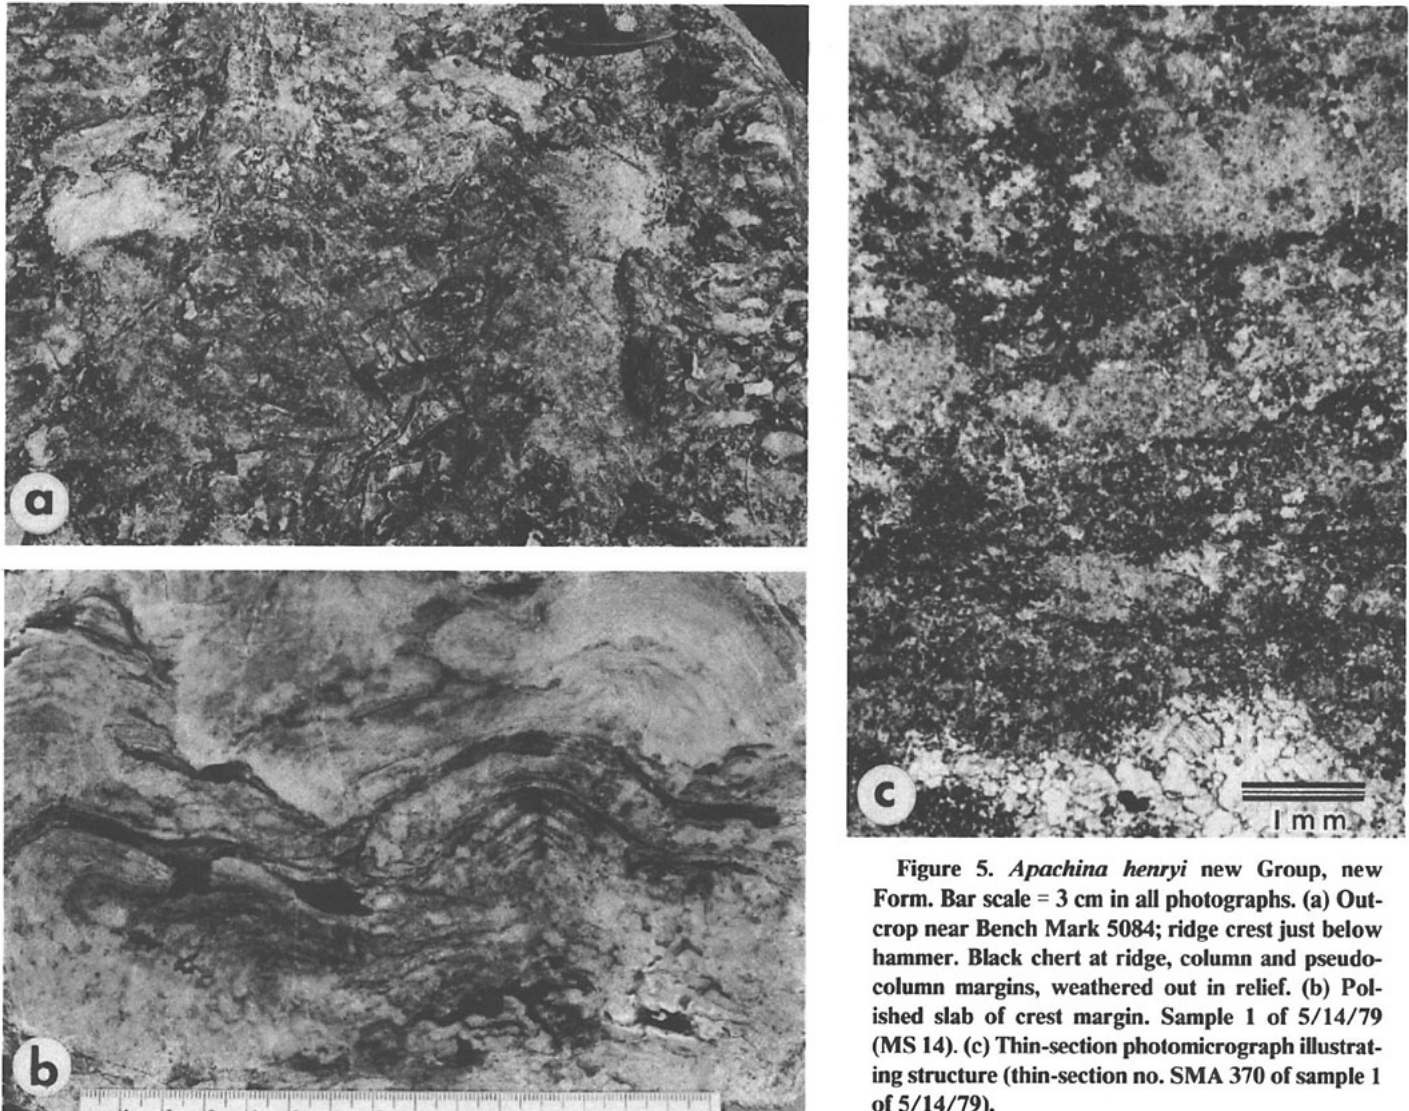 a
b
c
1 mm
Figure 5. Apachina henryi new Group, new
Form. Bar scale = 3 cm in all photographs. (a) Out-
crop near Bench Mark 5084; ridge crest just below
hammer. Black chert at ridge, column and pseudo-
column margins, weathered out in relief. (b) Pol-
ished slab of crest margin. Sample 1 of 5/14/79
(MS 14). (c) Thin-section photomicrograph illustrat-
ing structure (thin-section no. SMA 370 of sample 1
of 5/14/79).